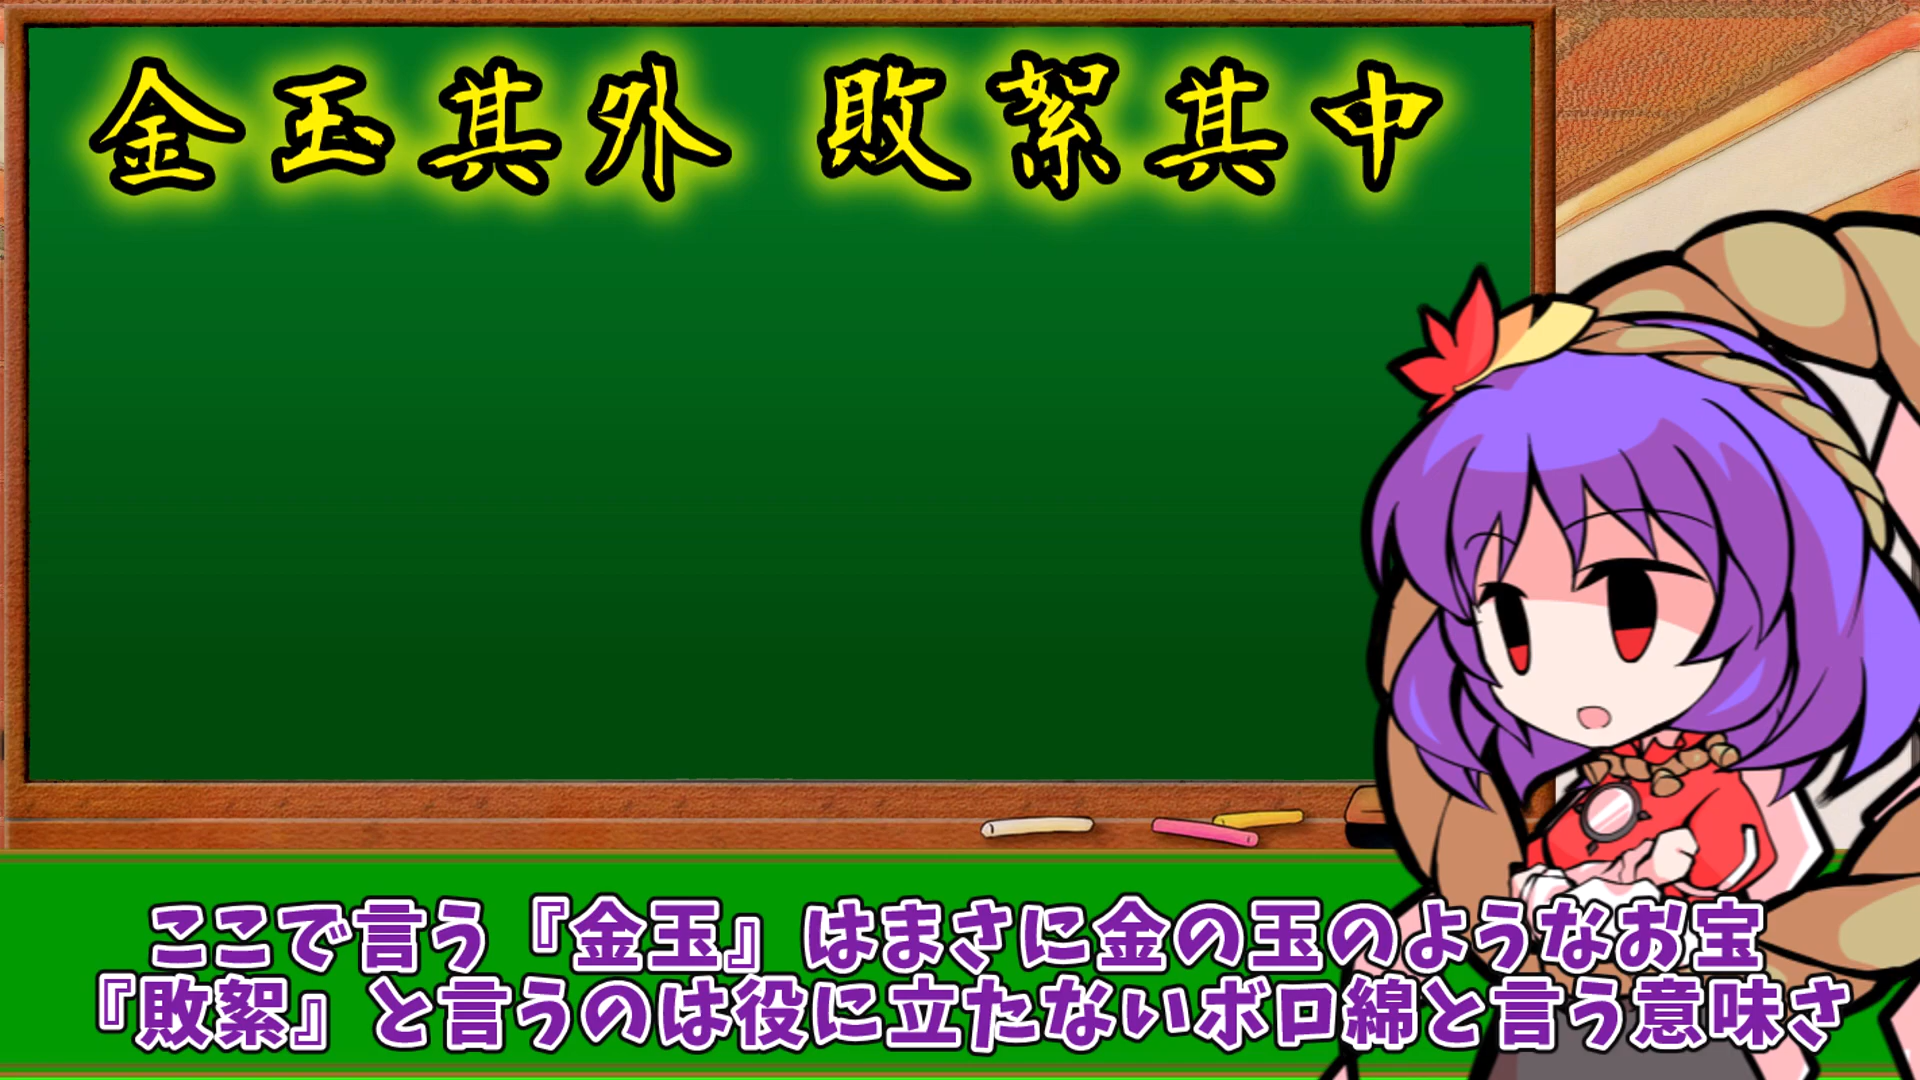 金玉其外 敗絮其中
ここで言う『金玉』はまさに金の玉のようなお宝
『敗絮』と言うのは役に立たないボロ綿と言う意味さ